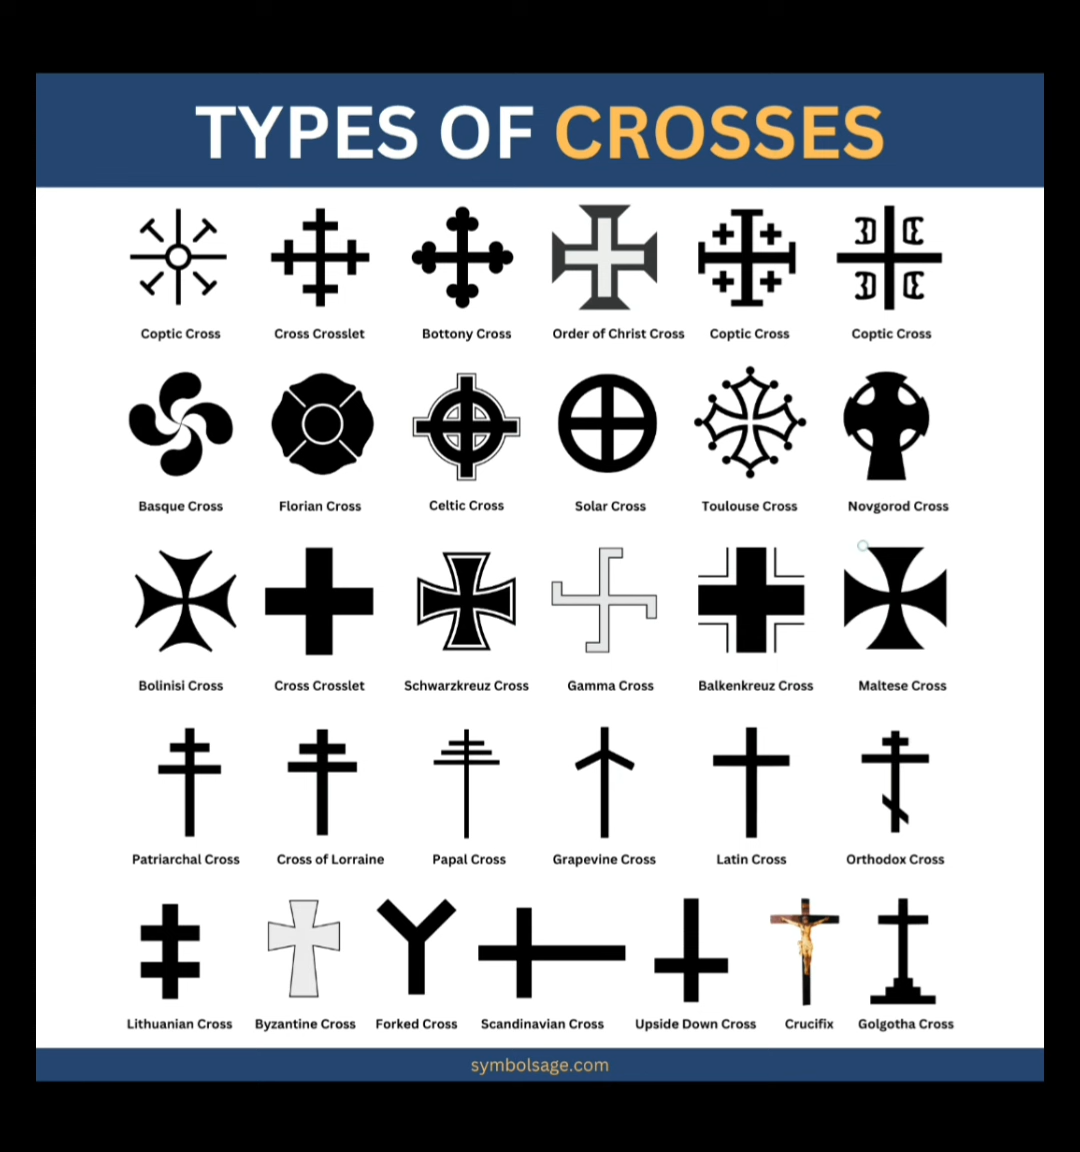 TYPES OF CROSSES
Coptic Cross Cross Crosslet Bottony Cross Order of Christ Cross Coptic Cross Coptic Cross
Basque Cross Florian Cross Celtic Cross Solar Cross Toulouse Cross Novgorod Cross
Bolinisi Cross Cross Crosslet Schwarzkreuz Cross Gamma Cross Balkenkreuz Cross Maltese Cross
Patriarchal Cross Cross of Lorraine Papal Cross Grapevine Cross Latin Cross Orthodox Cross
Lithuanian Cross Byzantine Cross Forked Cross Scandinavian Cross Upside Down Cross Crucifix Golgotha Cross
symbolsage.com